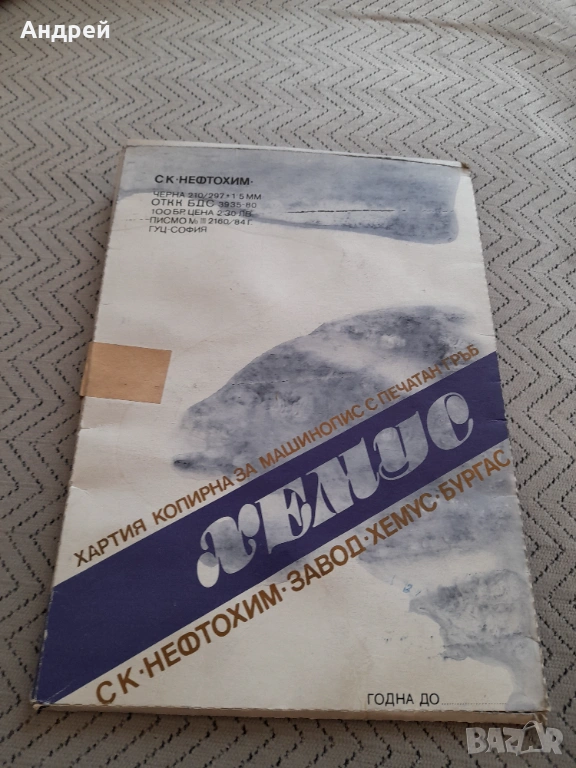 Андрей
СК·НЕФТОХИМ·
ЧЕРНА 210/297±1.5 ММ
ОТКК БДС 3935-80
100 БР. ЦЕНА 2·30 ЛВ.
ПИСМО № III 2160/84 Г.
ГУЦ-СОФИЯ
ХАРТИЯ КОПИРНА ЗА МАШИНОПИС С ПЕЧАТАН ГРЪБ
ХЕМУС
СК·НЕФТОХИМ·ЗАВОД·ХЕМУС·БУРГАС
ГОДНА ДО
BAZAR